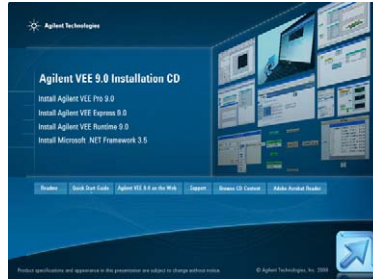 Agilent Technologies
Agilent VEE 9.0 Installation CD
Install Agilent VEE Pro 9.0
Install Agilent VEE Express 9.0
Install Agilent VEE Runtime 9.0
Install Microsoft .NET Framework 3.5
Readme
Quick Start Guide
Agilent VEE 9.0 on the Web
Support
Browse CD Content
Adobe Acrobat Reader
Product specifications and appearance in this presentation are subject to change without notice.
© Agilent Technologies, Inc. 2008